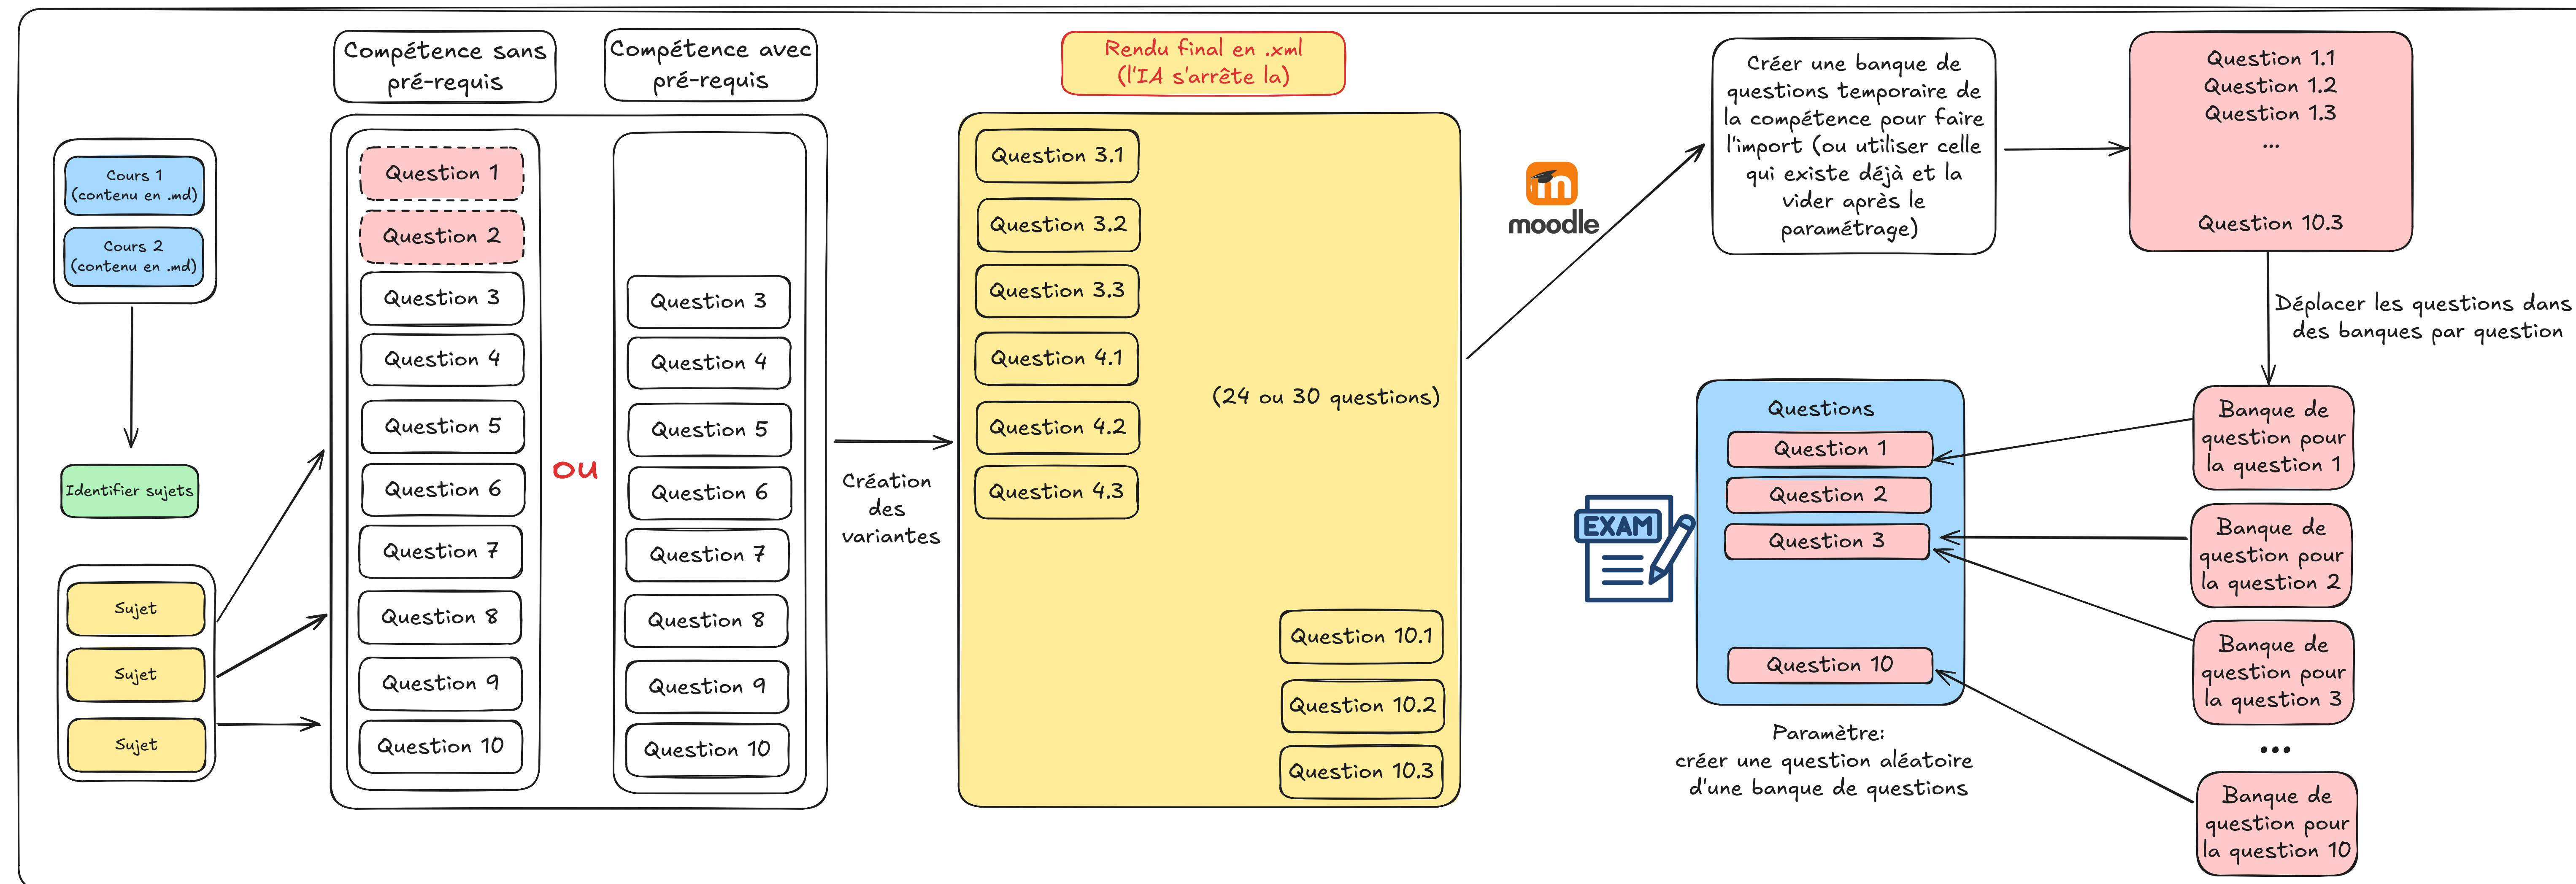 Compétence sans
pré-requis
Compétence avec
pré-requis
Rendu final en .xml
(l'IA s'arrête la)
Cours 1
(contenu en .md)
Cours 2
(contenu en .md)
Identifier sujets
Sujet
Sujet
Sujet
Question 1
Question 2
Question 3
Question 4
Question 5
Question 6
Question 7
Question 8
Question 9
Question 10
OU
Question 3
Question 4
Question 5
Question 6
Question 7
Question 8
Question 9
Question 10
Création
des
variantes
Question 3.1
Question 3.2
Question 3.3
Question 4.1
Question 4.2
Question 4.3
(24 ou 30 questions)
Question 10.1
Question 10.2
Question 10.3
m
moodle
Créer une banque de
questions temporaire de
la compétence pour faire
l'import (ou utiliser celle
qui existe déjà et la
vider après le
paramétrage)
Question 1.1
Question 1.2
Question 1.3
...
Question 10.3
Déplacer les questions dans
des banques par question
Banque de
question pour
la question 1
Banque de
question pour
la question 2
Banque de
question pour
la question 3
...
Banque de
question pour
la question 10
EXAM
Questions
Question 1
Question 2
Question 3
Question 10
Paramètre:
créer une question aléatoire
d'une banque de questions